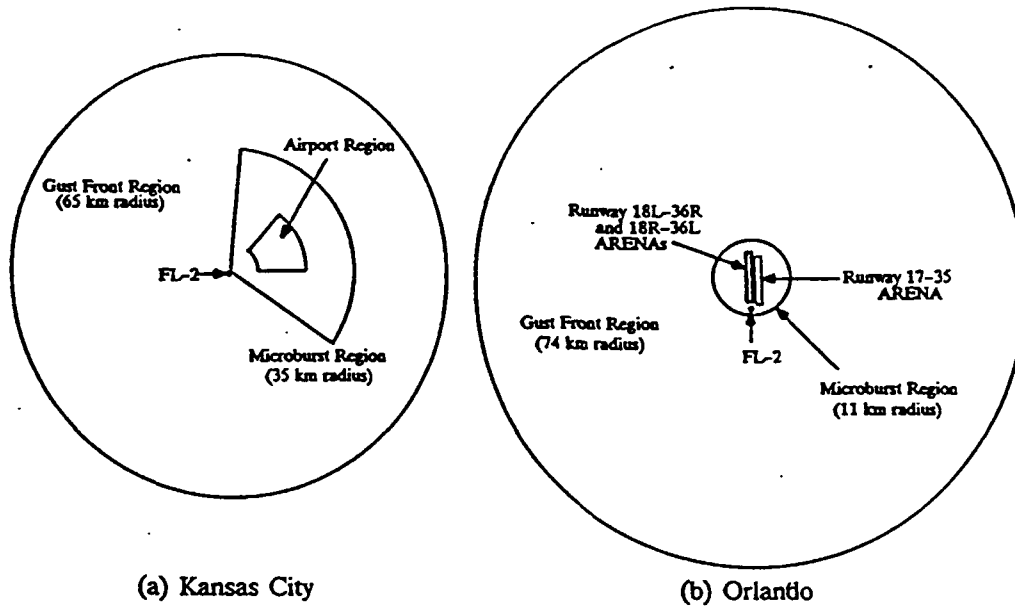 Airport Region
Gust Front Region
(65 km radius)
FL-2
Microburst Region
(35 km radius)
(a) Kansas City
Runway 18L-36R
and 18R-36L
ARENAs
Runway 17-35
ARENA
Gust Front Region
(74 km radius)
FL-2
Microburst Region
(11 km radius)
(b) Orlando